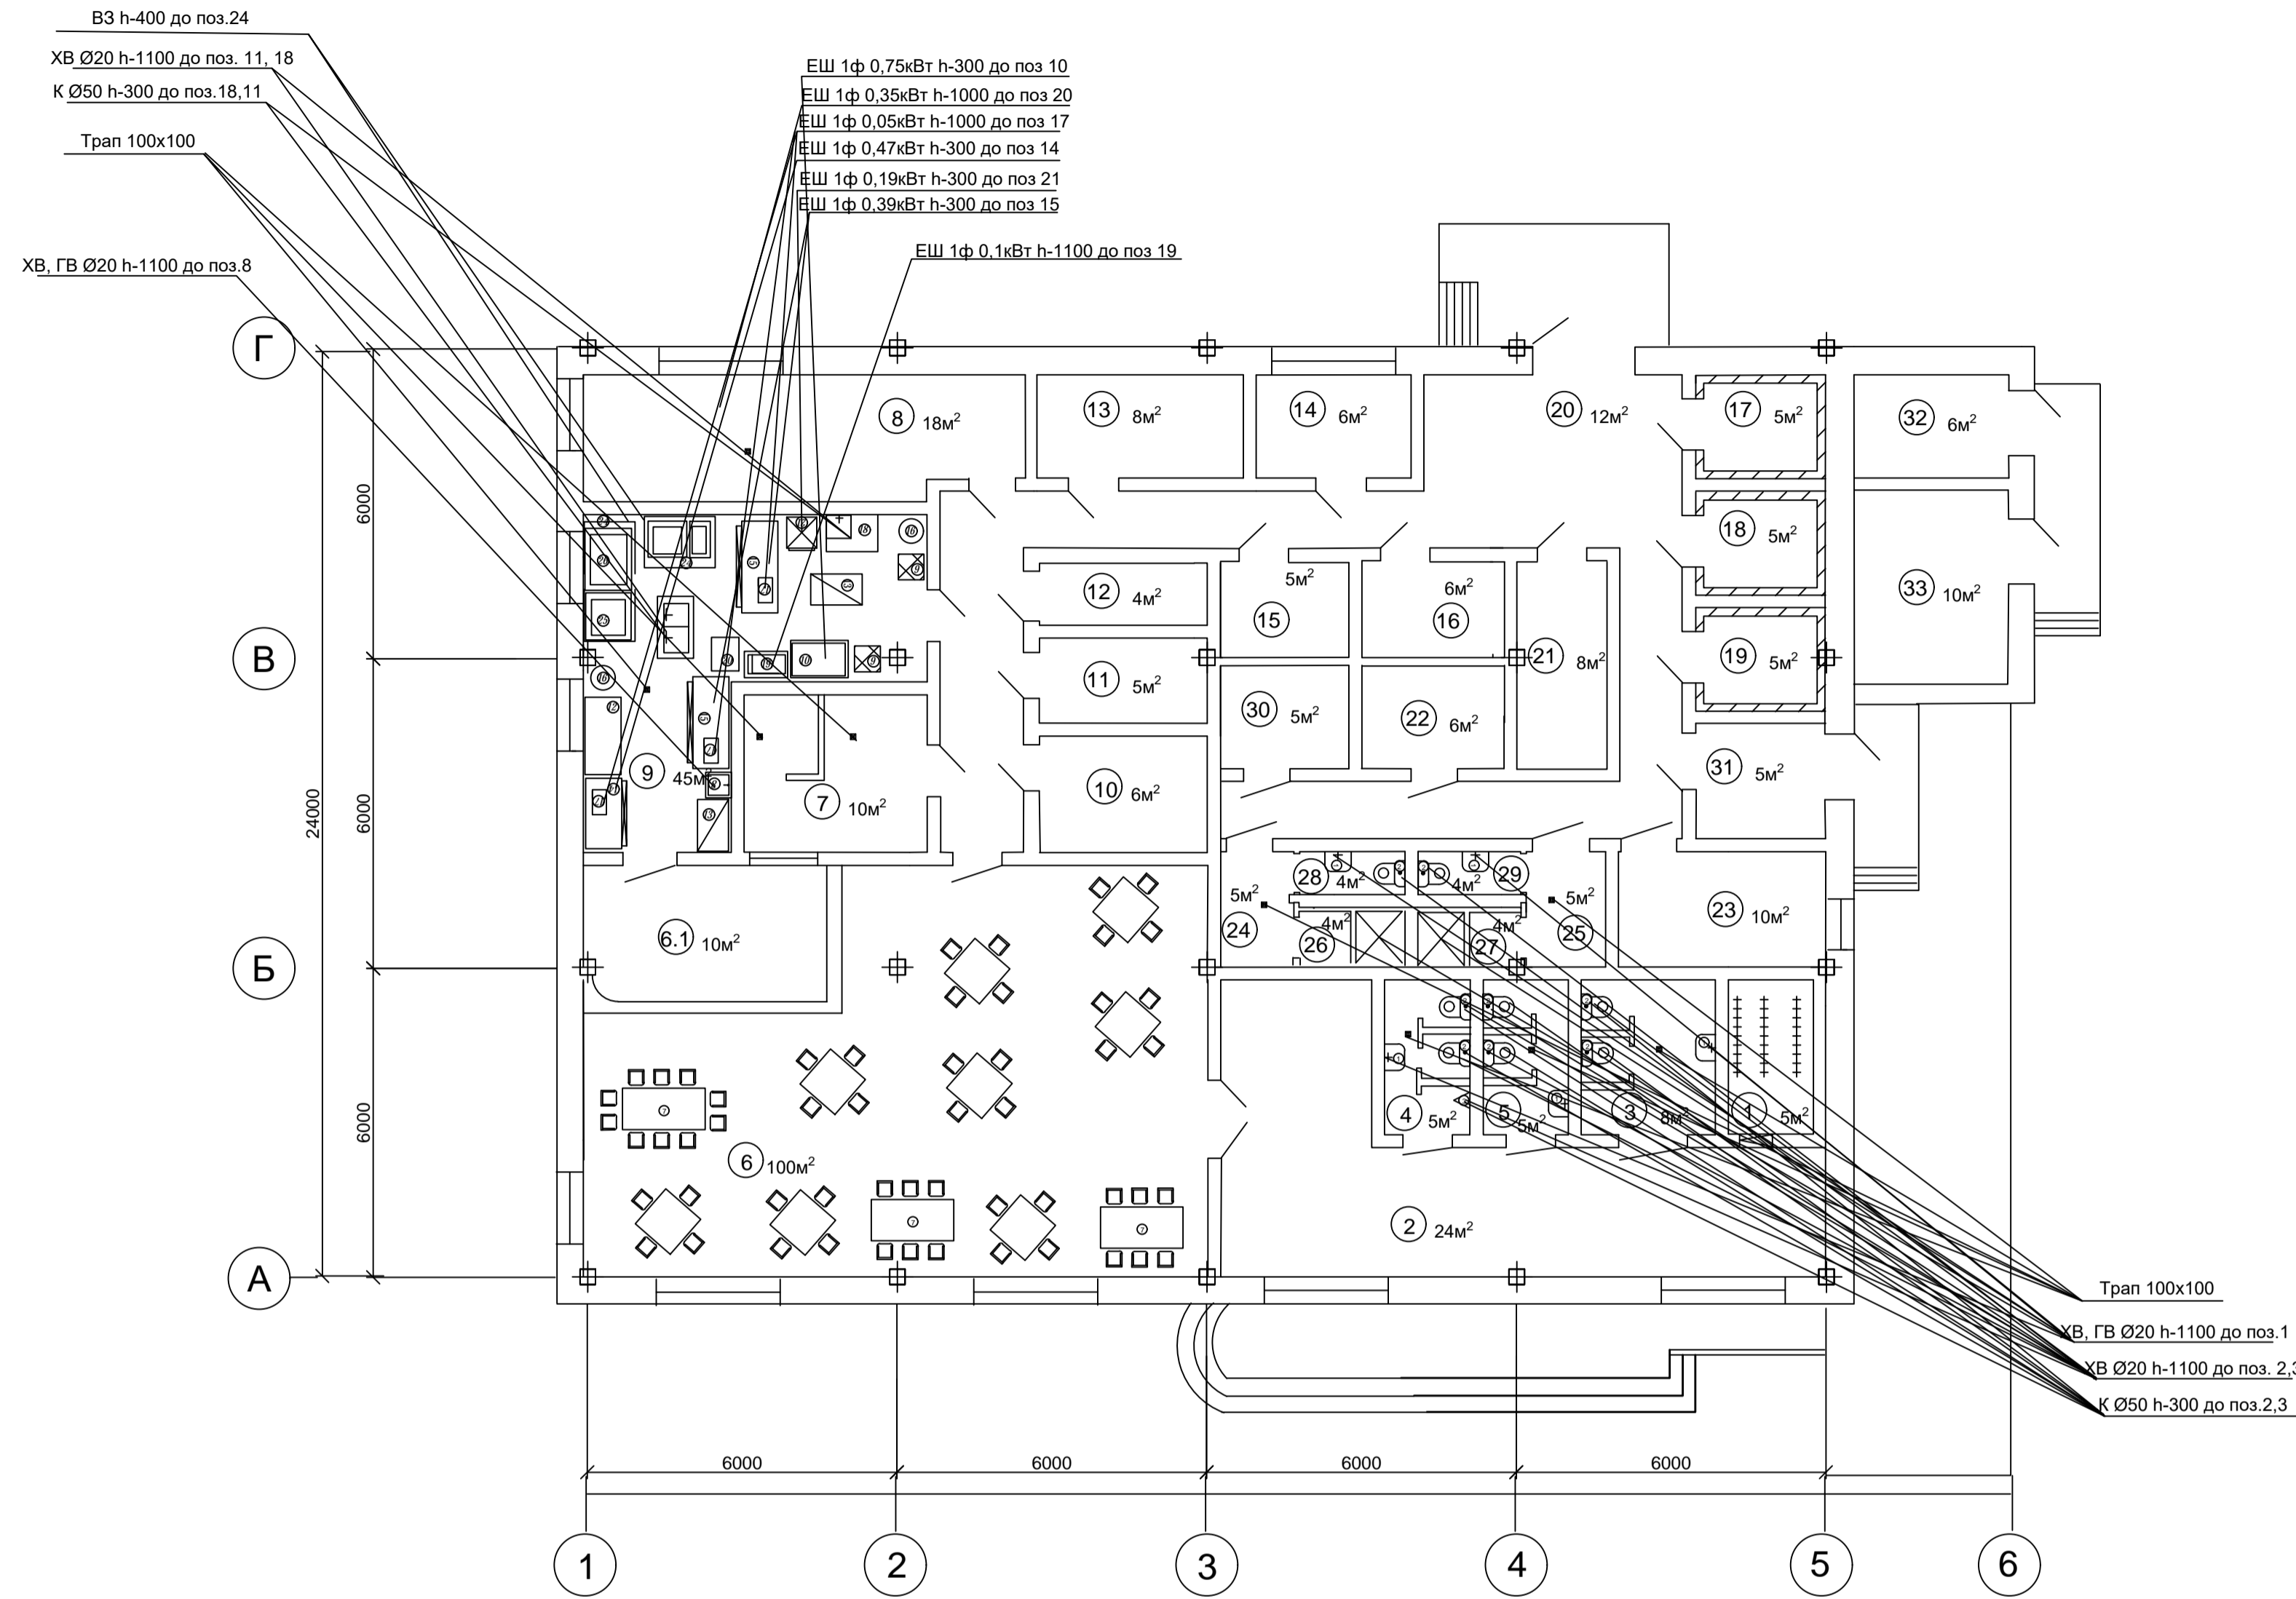 ВЗ h-400 до поз.24
ХВ Ø20 h-1100 до поз. 11, 18
К Ø50 h-300 до поз.18,11
Трап 100x100
ХВ, ГВ Ø20 h-1100 до поз.8
ЕШ 1ф 0,75кВт h-300 до поз 10
ЕШ 1ф 0,35кВт h-1000 до поз 20
ЕШ 1ф 0,05кВт h-1000 до поз 17
ЕШ 1ф 0,47кВт h-300 до поз 14
ЕШ 1ф 0,19кВт h-300 до поз 21
ЕШ 1ф 0,39кВт h-300 до поз 15
ЕШ 1ф 0,1кВт h-1100 до поз 19
Г
В
Б
А
24000
6000
6000
6000
8 18м²
13 8м²
14 6м²
20 12м²
17 5м²
32 6м²
18 5м²
33 10м²
12 4м²
15 5м²
16 6м²
21 8м²
19 5м²
11 5м²
30 5м²
22 6м²
31 5м²
9 45м²
7 10м²
10 6м²
28 4м²
29 4м²
24 5м²
26 4м²
27 4м²
25 5м²
23 10м²
6.1 10м²
4 5м²
5 5м²
3 8м²
1 5м²
6 100м²
2 24м²
7
7
7
Трап 100x100
ХВ, ГВ Ø20 h-1100 до поз.1
ХВ Ø20 h-1100 до поз. 2,3
К Ø50 h-300 до поз.2,3
6000
6000
6000
6000
1
2
3
4
5
6